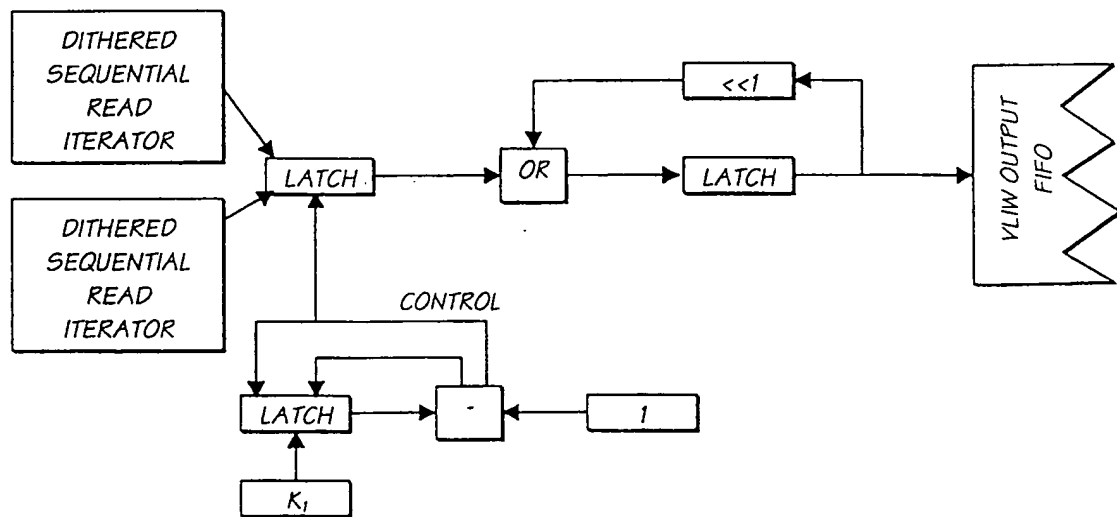 DITHERED
SEQUENTIAL
READ
ITERATOR
<<1
OR
LATCH
LATCH
VLIW OUTPUT
FIFO
DITHERED
SEQUENTIAL
READ
ITERATOR
CONTROL
LATCH
-
1
K₁